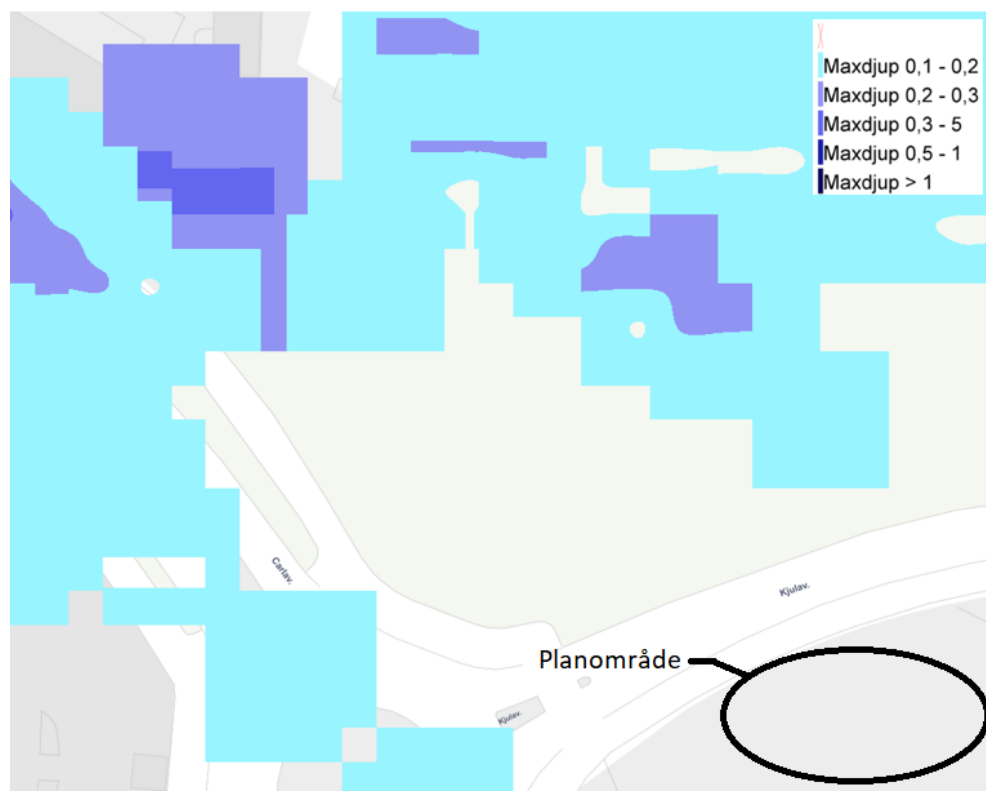 Maxdjup 0,1 - 0,2
Maxdjup 0,2 - 0,3
Maxdjup 0,3 - 5
Maxdjup 0,5 - 1
Maxdjup > 1
Carlav.
Kjulav.
Planområde
Kjulav.